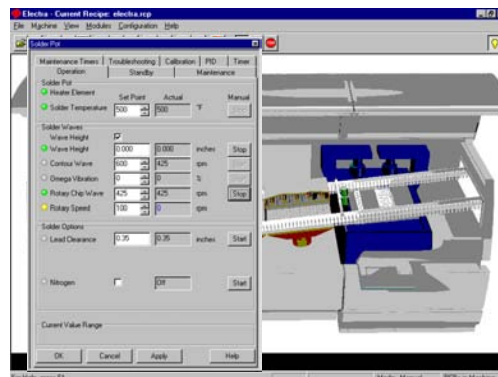 Electra - Current Recipe: electra.rcp
File Machine View Modules Configuration Help
Solder Pot
Maintenance Timers Troubleshooting Calibration PID Timer
Operation Standby Maintenance
Solder Pot
Heater Element Set Point Actual Manual
Solder Temperature 500 500 °F
Solder Waves
Wave Height
Wave Height 0.000 0.000 inches Stop
Contour Wave 600 425 rpm
Omega Vibration 0 0 %
Rotary Chip Wave 425 425 rpm Stop
Rotary Speed 100 0 rpm
Solder Options
Lead Clearance 0.35 0.35 inches Start
Nitrogen Off Start
Current Value Range
OK Cancel Apply Help